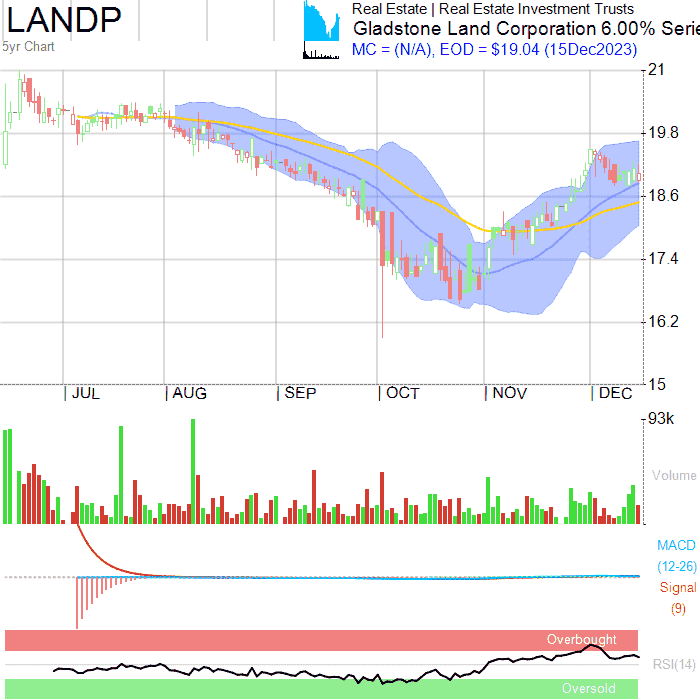 LANDP
5yr Chart
Real Estate | Real Estate Investment Trusts
Gladstone Land Corporation 6.00% Serie
MC = (N/A), EOD = $19.04 (15Dec2023)
21
19.8
18.6
17.4
16.2
15
JUL AUG SEP OCT NOV DEC
93k
Volume
MACD
(12-26)
Signal
(9)
Overbought
RSI(14)
Oversold